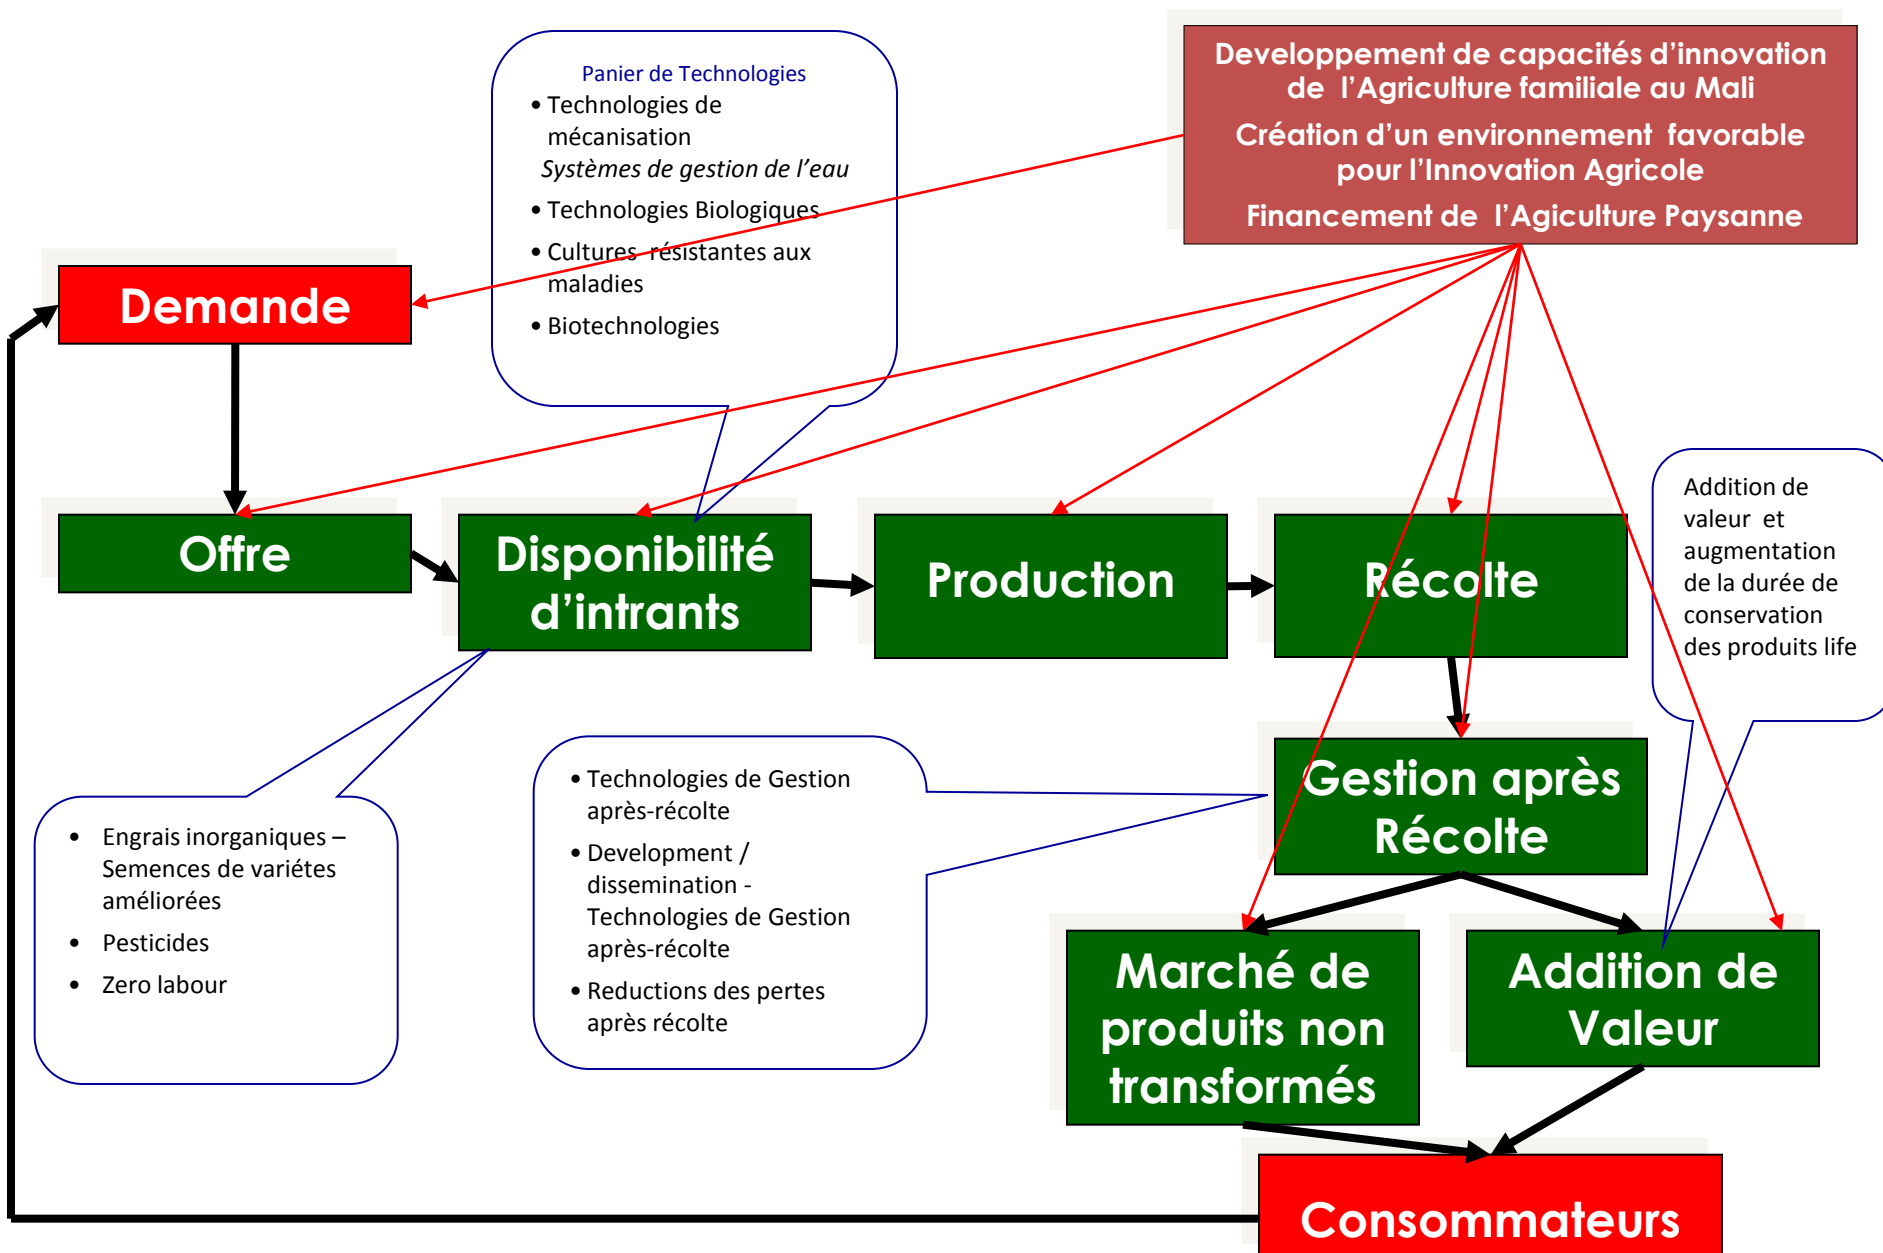 Developpement de capacités d’innovation
de l’Agriculture familiale au Mali
Création d’un environnement favorable
pour l’Innovation Agricole
Financement de l’Agiculture Paysanne
Panier de Technologies
• Technologies de
mécanisation
Systèmes de gestion de l’eau
• Technologies Biologiques
• Cultures résistantes aux
maladies
• Biotechnologies
Demande
Offre
Disponibilité
d’intrants
Production
Récolte
Addition de
valeur et
augmentation
de la durée de
conservation
des produits life
Gestion après
Récolte
• Technologies de Gestion
après-récolte
• Development /
dissemination -
Technologies de Gestion
après-récolte
• Reductions des pertes
après récolte
• Engrais inorganiques –
Semences de variétes
améliorées
• Pesticides
• Zero labour
Marché de
produits non
transformés
Addition de
Valeur
Consommateurs